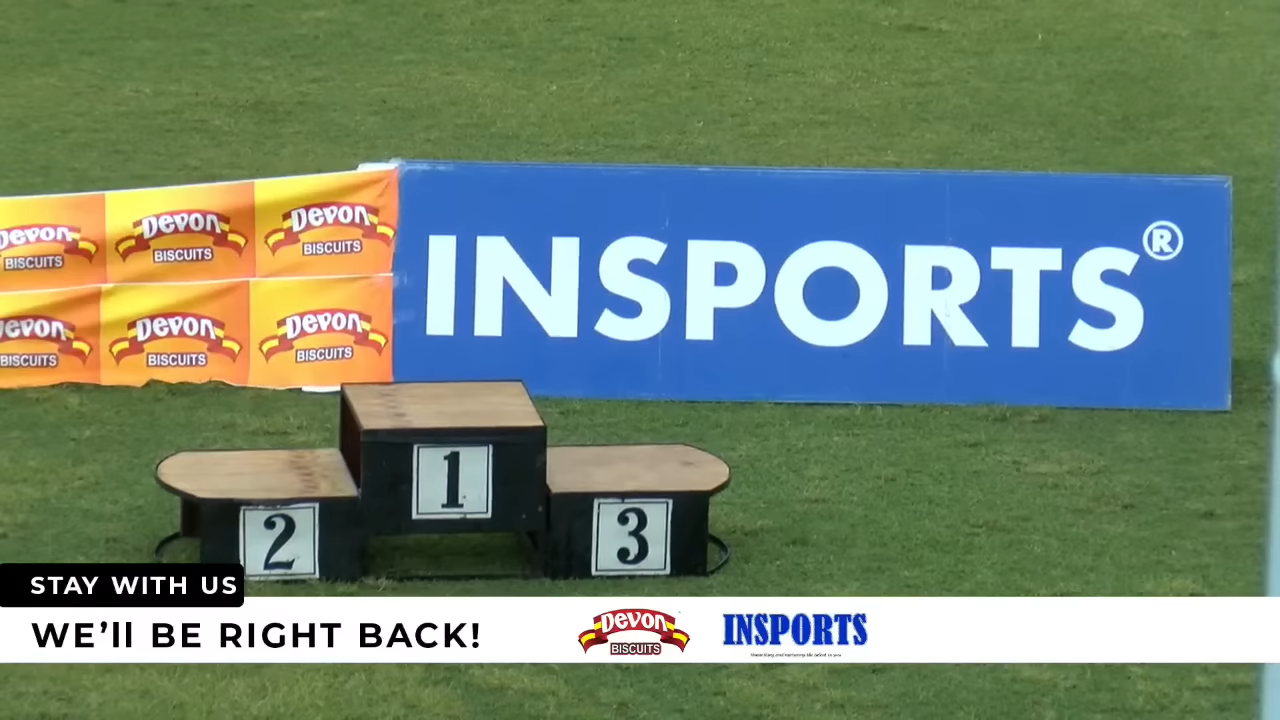 DEVON DEVON DEVON
BISCUITS BISCUITS BISCUITS
DEVON DEVON DEVON
BISCUITS BISCUITS BISCUITS
INSPORTS®
1
2
3
STAY WITH US
WE'll BE RIGHT BACK!
DEVON
BISCUITS
INSPORTS